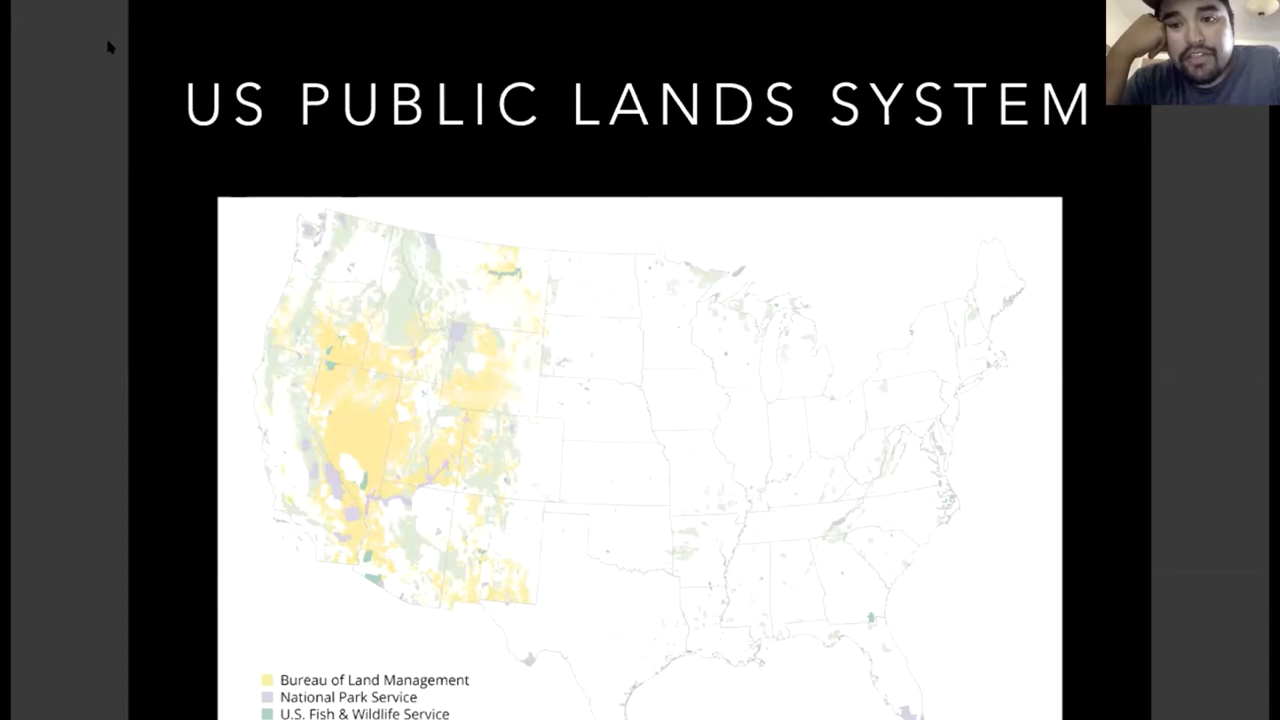 US PUBLIC LANDS SYSTEM
Bureau of Land Management
National Park Service
U.S. Fish & Wildlife Service